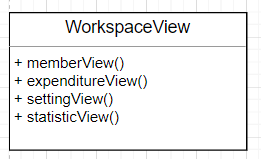 WorkspaceView
+ memberView()
+ expenditureView()
+ settingView()
+ statisticView()